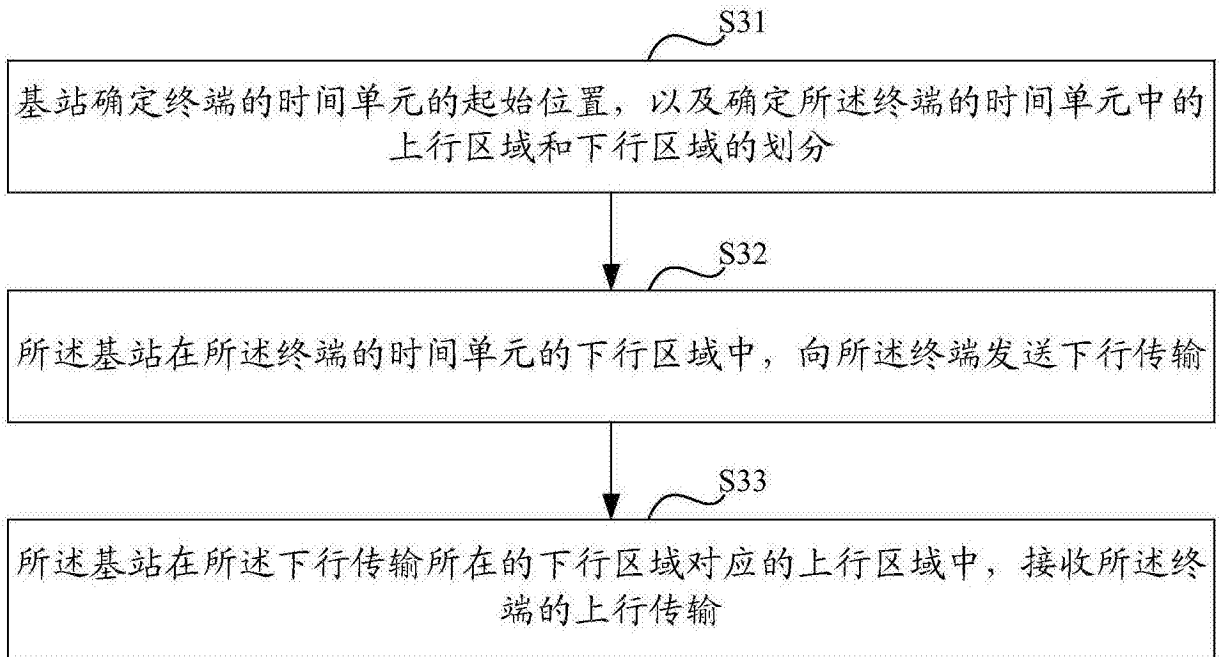 S31
基站确定终端的时间单元的起始位置，以及确定所述终端的时间单元中的
上行区域和下行区域的划分
S32
所述基站在所述终端的时间单元的下行区域中，向所述终端发送下行传输
S33
所述基站在所述下行传输所在的下行区域对应的上行区域中，接收所述终
端的上行传输